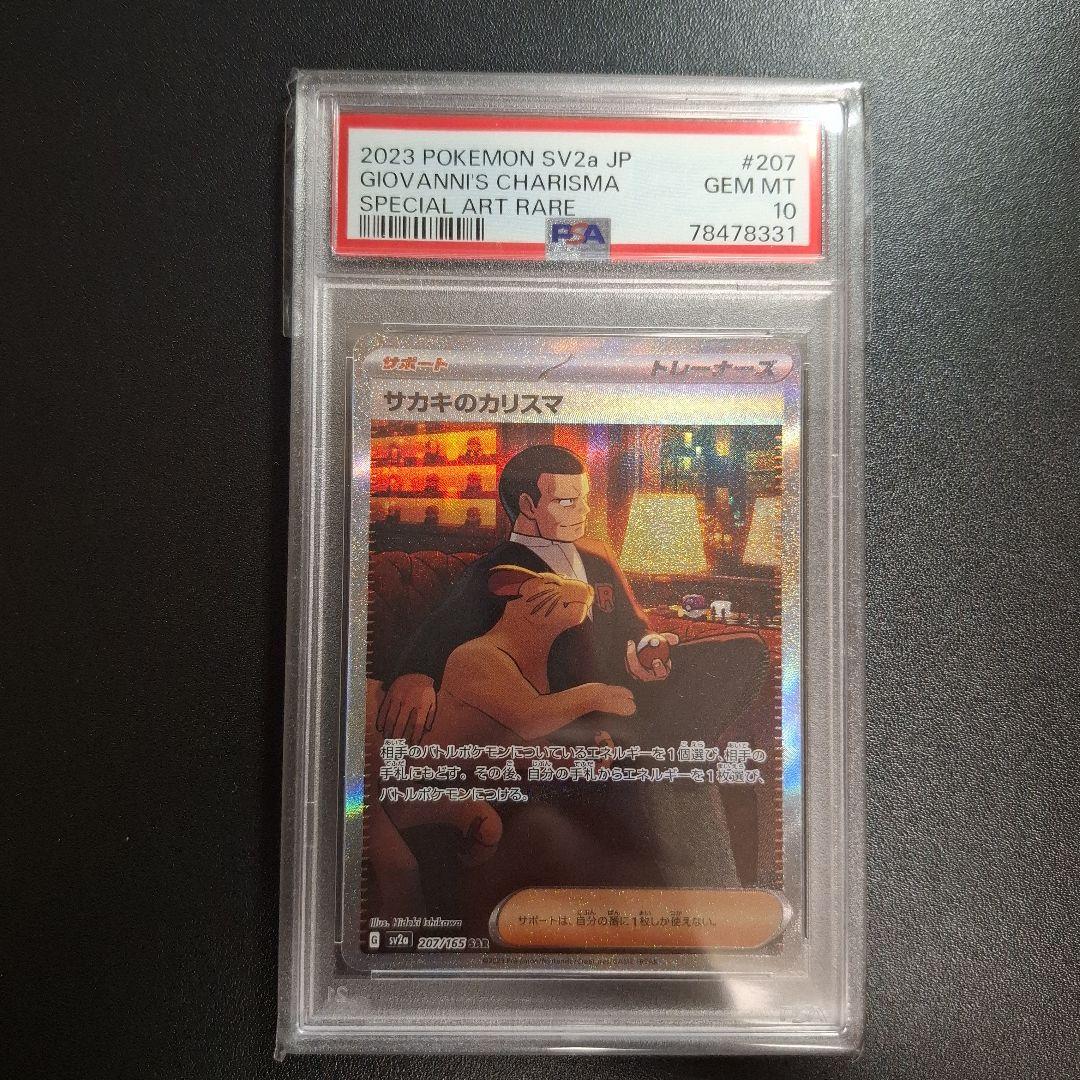 2023 POKEMON SV2a JP #207
GIOVANNI'S CHARISMA GEM MT
SPECIAL ART RARE 10
PSA 78478331
サポート トレーナーズ
サカキのカリスマ
R
相手のバトルポケモンについているエネルギーを1個選び、相手の
手札にもどす。その後、自分の手札からエネルギーを1枚選び、
バトルポケモンにつける。
サポートは、自分の番に1枚しか使えない。
Illus. Hideki Ishikawa
G sv2a 207/165 SAR
©2023 Pokémon/Nintendo/Creatures/GAME FREAK